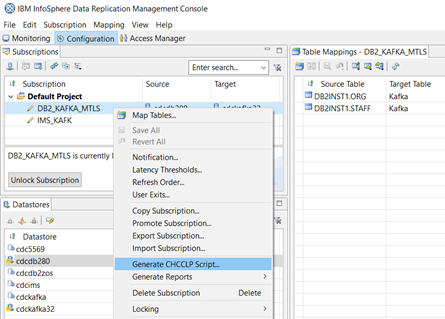 IBM InfoSphere Data Replication Management Console
File Edit Subscription Mapping View Help
Monitoring Configuration Access Manager
Subscriptions
Enter search...
Subscription Source Target
Default Project
DB2_KAFKA_MTLS cdcdb280 cdckafka32
IMS_KAFK
DB2_KAFKA_MTLS is currently l
Unlock Subscription
Datastores
Datastore
cdc5569
cdcdb280
cdcdb2zos
cdcims
cdckafka
cdckafka32
Map Tables...
Save All
Revert All
Notification...
Latency Thresholds...
Refresh Order...
User Exits...
Copy Subscription...
Promote Subscription...
Export Subscription...
Import Subscription...
Generate CHCCLP Script...
Generate Reports
Delete Subscription Delete
Locking
Table Mappings - DB2_KAFKA_MTLS
Source Table Target Table
DB2INST1.ORG Kafka
DB2INST1.STAFF Kafka